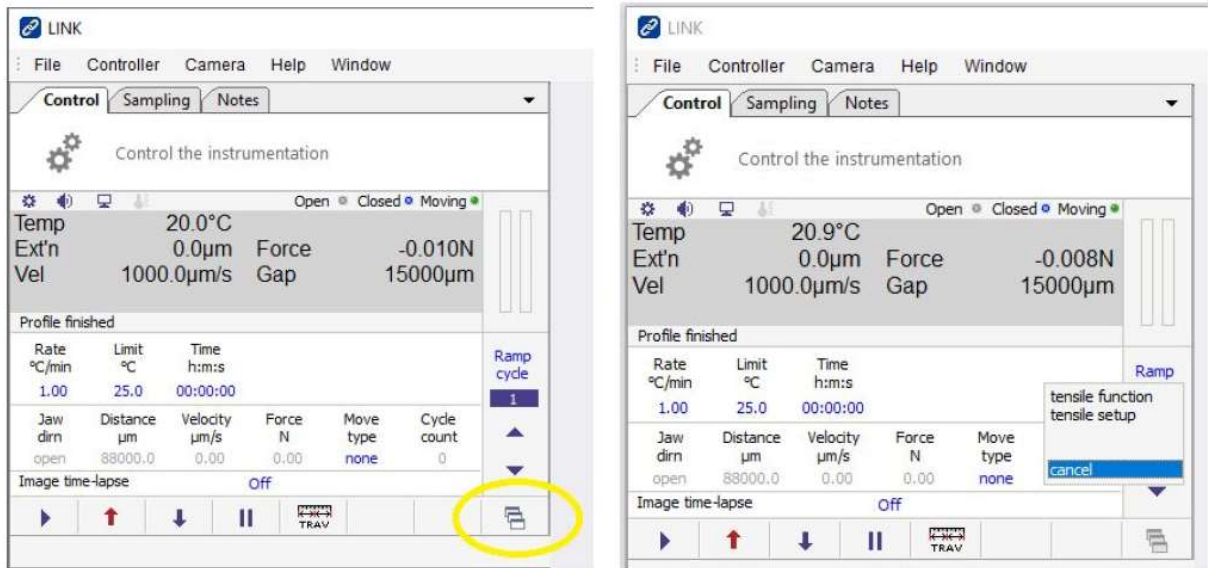 LINK
File Controller Camera Help Window
Control Sampling Notes
Control the instrumentation
Open Closed Moving
Temp 20.0°C
Ext'n 0.0µm Force -0.010N
Vel 1000.0µm/s Gap 15000µm
Profile finished
Rate Limit Time
°C/min °C h:m:s
1.00 25.0 00:00:00
Ramp
cycle
1
Jaw Distance Velocity Force Move Cycle
dirn µm µm/s N type count
open 88000.0 0.00 0.00 none 0
Image time-lapse Off
TRAV
LINK
File Controller Camera Help Window
Control Sampling Notes
Control the instrumentation
Open Closed Moving
Temp 20.9°C
Ext'n 0.0µm Force -0.008N
Vel 1000.0µm/s Gap 15000µm
Profile finished
Rate Limit Time
°C/min °C h:m:s
1.00 25.0 00:00:00
Ramp
tensile function
tensile setup
cancel
Jaw Distance Velocity Force Move
dirn µm µm/s N type
open 88000.0 0.00 0.00 none
Image time-lapse Off
TRAV